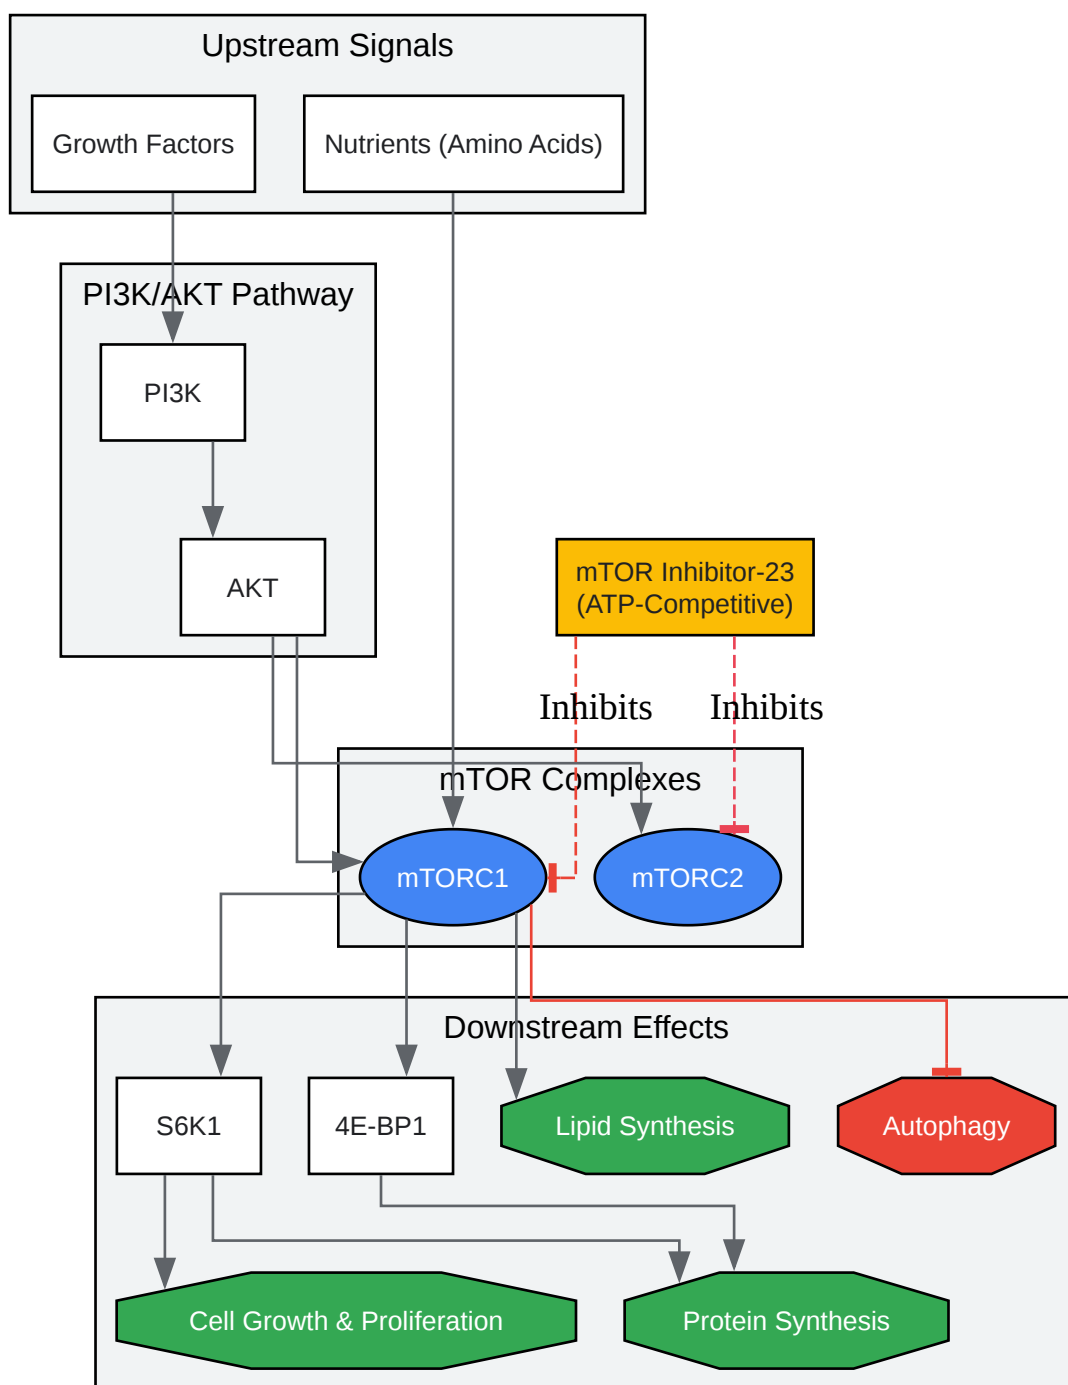 Upstream Signals
Growth Factors
Nutrients (Amino Acids)
PI3K/AKT Pathway
PI3K
AKT
mTOR Inhibitor-23
(ATP-Competitive)
Inhibits
Inhibits
mTOR Complexes
mTORC1
mTORC2
Downstream Effects
S6K1
4E-BP1
Lipid Synthesis
Autophagy
Cell Growth & Proliferation
Protein Synthesis